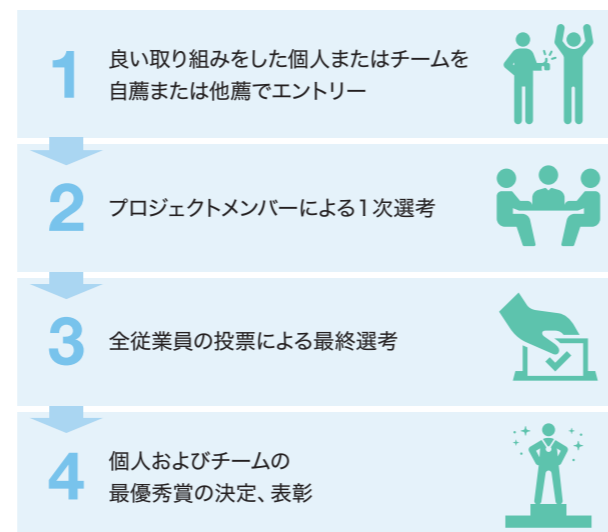 1
良い取り組みをした個人またはチームを
自薦または他薦でエントリー
2
プロジェクトメンバーによる1次選考
3
全従業員の投票による最終選考
4
個人およびチームの
最優秀賞の決定、表彰